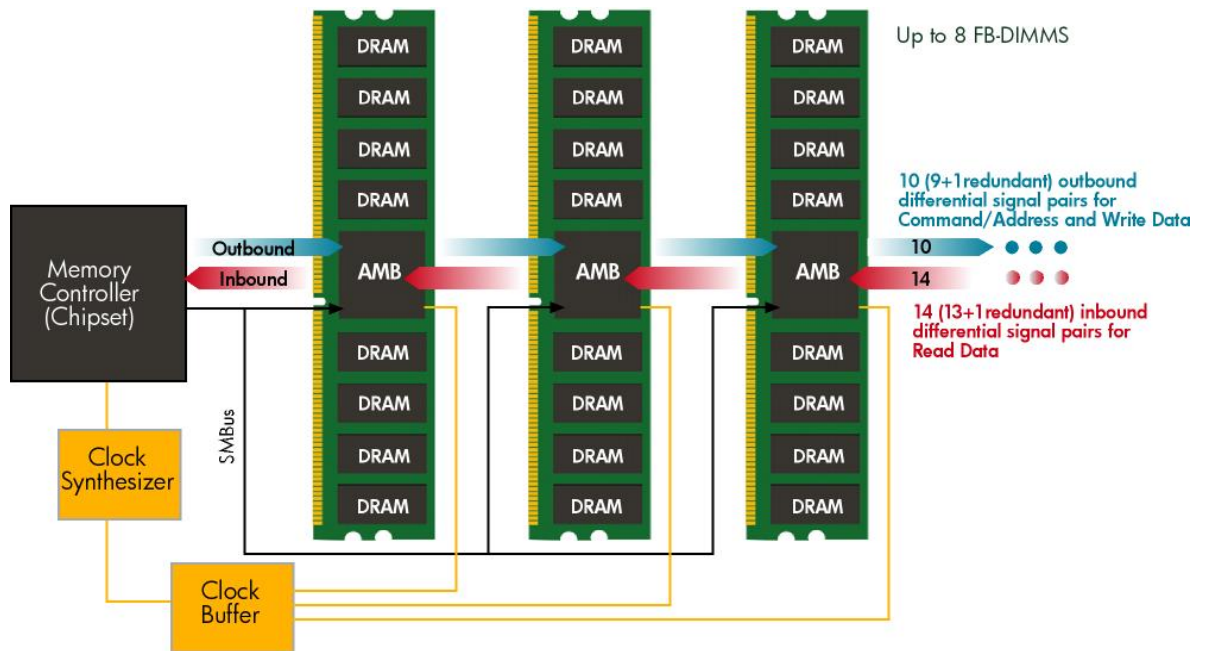 Up to 8 FB-DIMMS
DRAM
DRAM
DRAM
DRAM
AMB
DRAM
DRAM
DRAM
DRAM
DRAM
DRAM
DRAM
DRAM
AMB
DRAM
DRAM
DRAM
DRAM
DRAM
DRAM
DRAM
DRAM
AMB
DRAM
DRAM
DRAM
DRAM
10 (9+1redundant) outbound
differential signal pairs for
Command/Address and Write Data
Outbound
Inbound
10
14
14 (13+1redundant) inbound
differential signal pairs for
Read Data
Memory
Controller
(Chipset)
SMBus
Clock
Synthesizer
Clock
Buffer